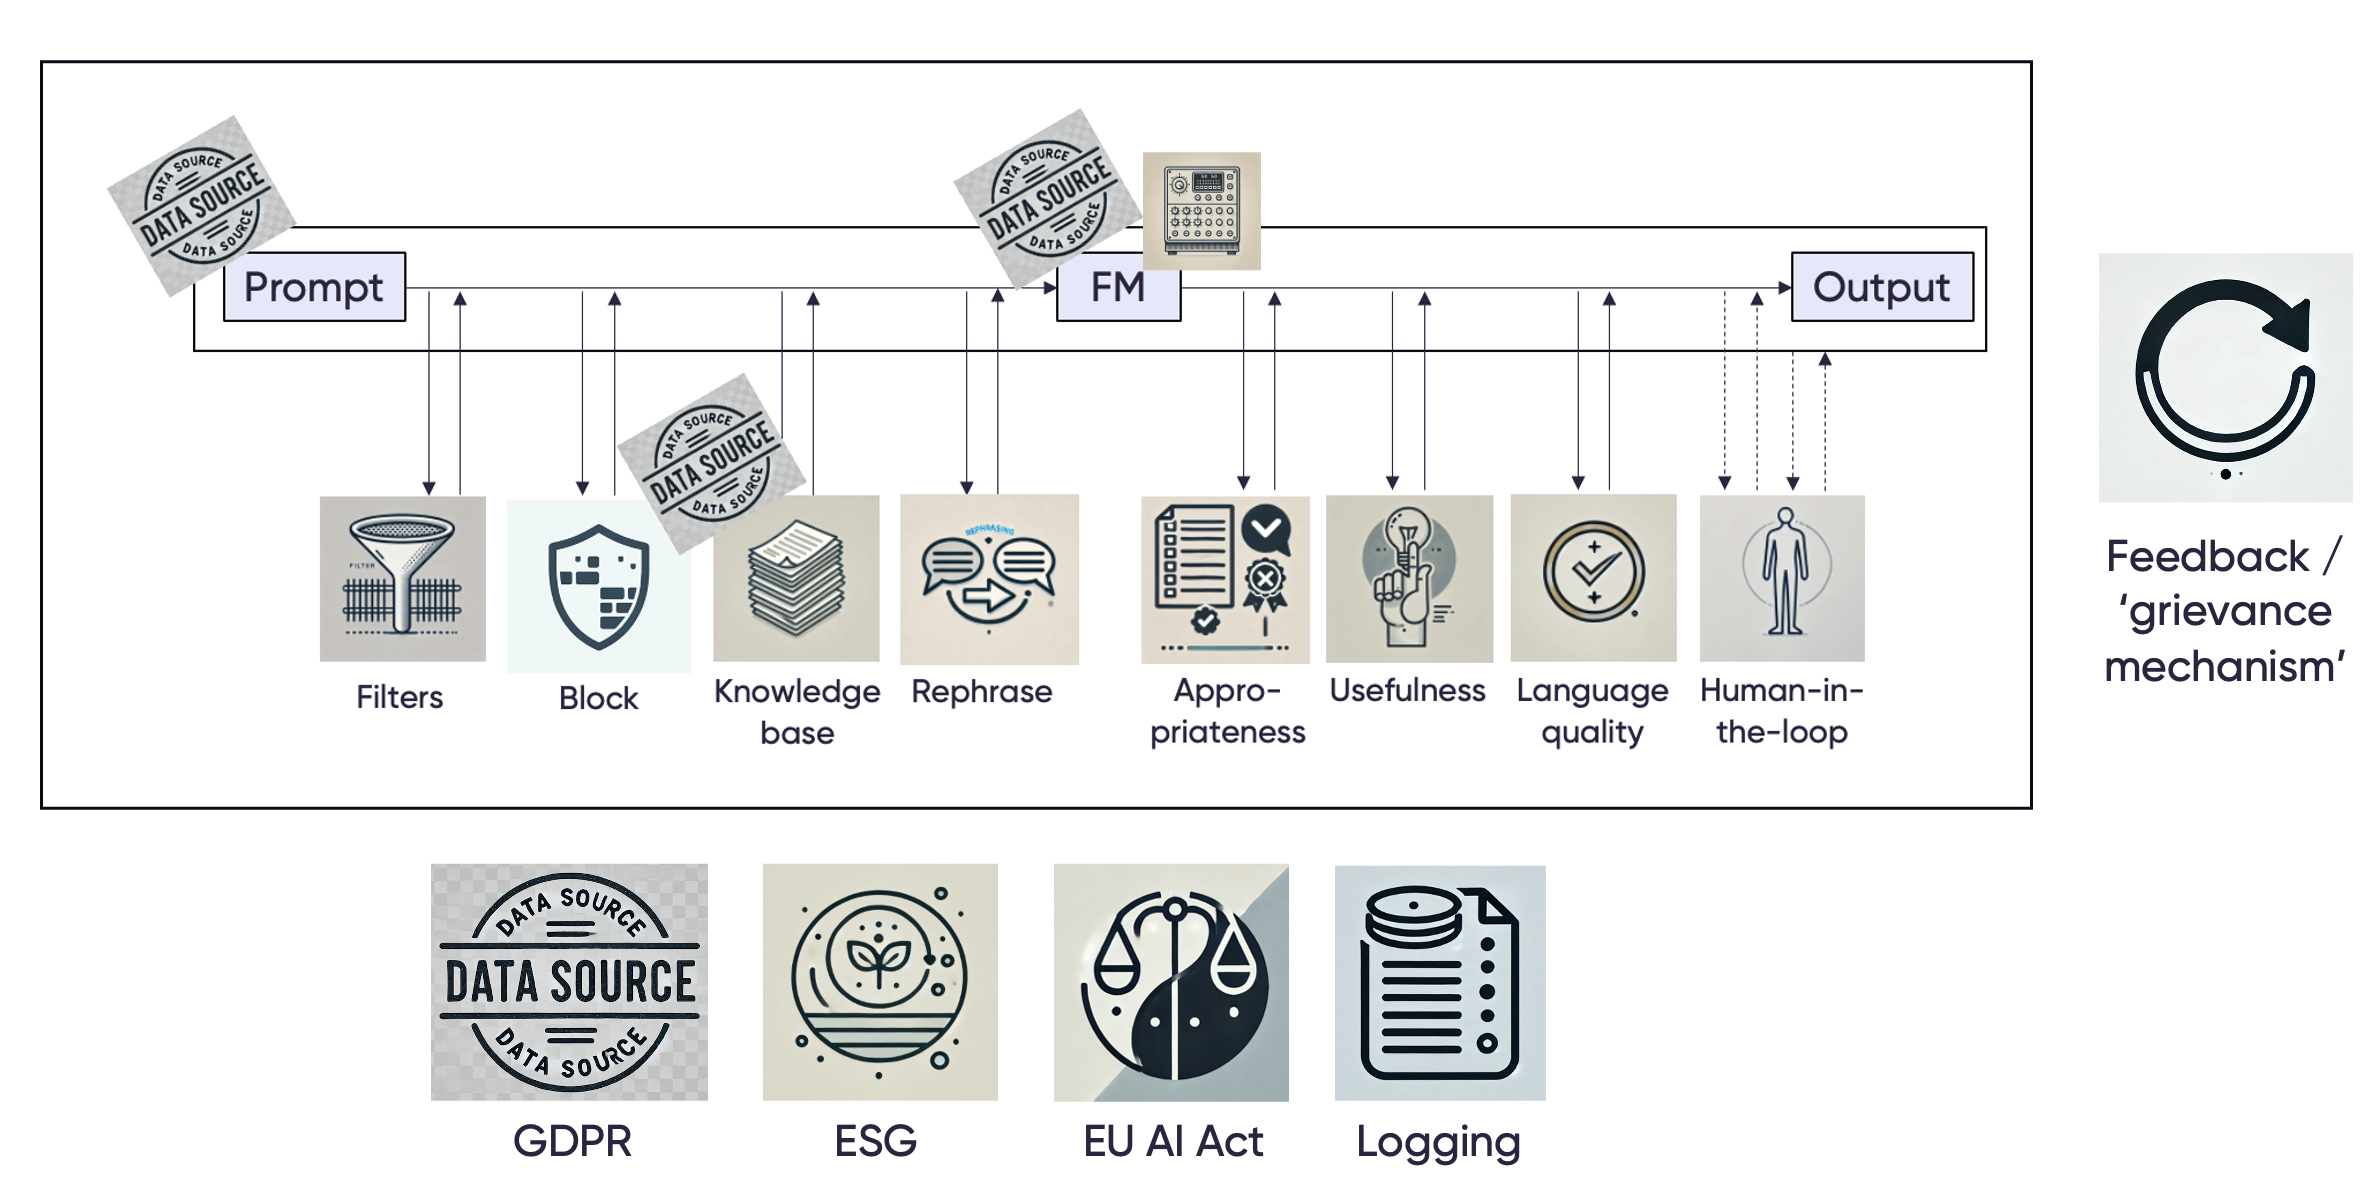 DATA SOURCE
DATA SOURCE
DATA SOURCE
DATA SOURCE
DATA SOURCE
DATA SOURCE
Prompt
FM
Output
DATA SOURCE
DATA SOURCE
DATA SOURCE
FILTER
REPHRASING
Filters
Block
Knowledge
base
Rephrase
Appro-
priateness
Usefulness
Language
quality
Human-in-
the-loop
Feedback /
‘grievance
mechanism’
DATA SOURCE
DATA SOURCE
DATA SOURCE
GDPR
ESG
EU AI Act
Logging